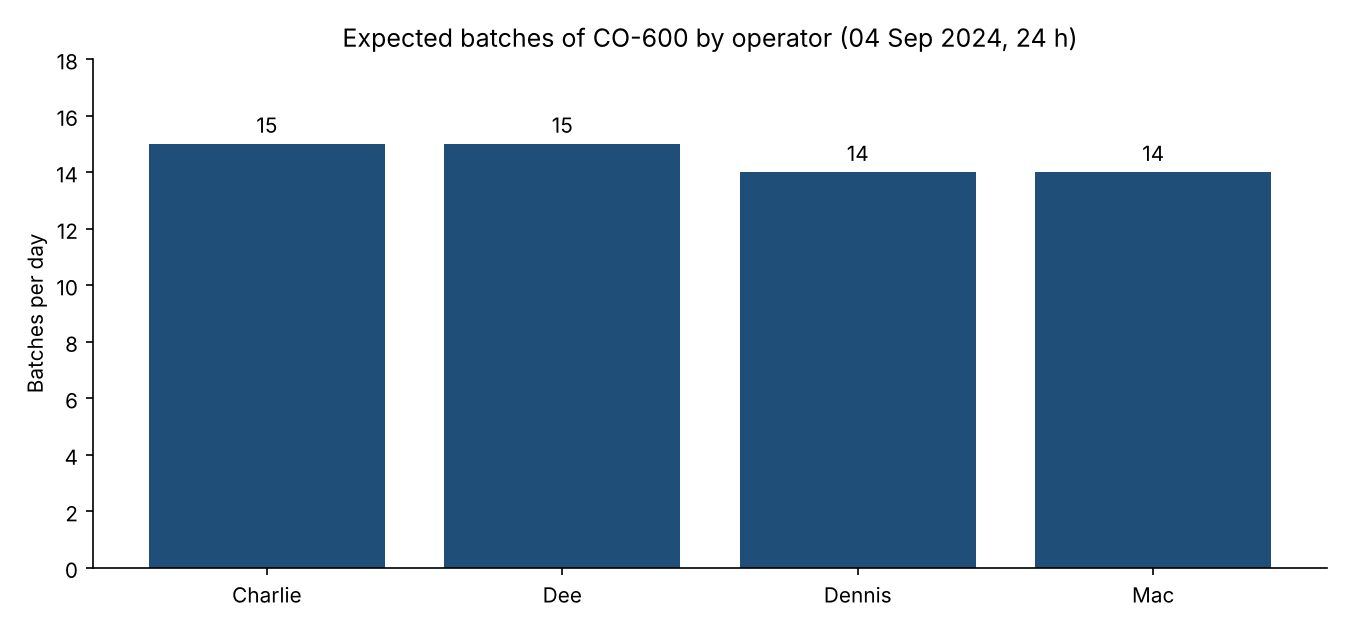 Expected batches of CO-600 by operator (04 Sep 2024, 24 h)
18
16
14
12
10
8
6
4
2
0
Batches per day
15
15
14
14
Charlie
Dee
Dennis
Mac